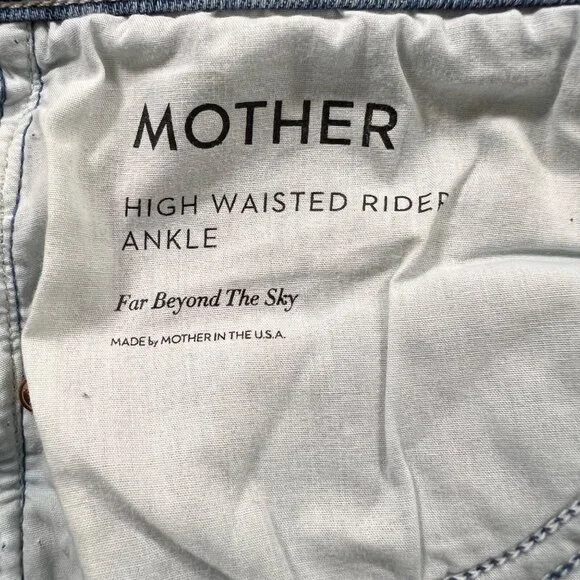 MOTHER
HIGH WAISTED RIDER
ANKLE
Far Beyond The Sky
MADE by MOTHER IN THE U.S.A.